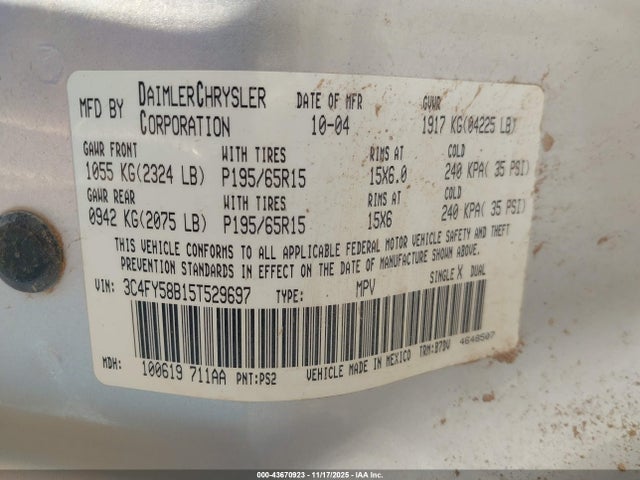 MFD BY DAIMLERCHRYSLER CORPORATION DATE OF MFR 10-04 GVWR 1917 KG(04225 LB)
GAWR FRONT WITH TIRES RIMS AT COLD
1055 KG(2324 LB) P195/65R15 15X6.0 240 KPA( 35 PSI)
GAWR REAR WITH TIRES RIMS AT COLD
0942 KG(2075 LB) P195/65R15 15X6 240 KPA( 35 PSI)
THIS VEHICLE CONFORMS TO ALL APPLICABLE FEDERAL MOTOR VEHICLE SAFETY AND THEFT
PREVENTION STANDARDS IN EFFECT ON THE DATE OF MANUFACTURE SHOWN ABOVE.
VIN: 3C4FY58B15T529697 TYPE: MPV SINGLE X DUAL
MDH: 100619 711AA PNT:PS2 VEHICLE MADE IN MEXICO TRM:B7DV 4648507
000-43670923 - 11/17/2025 - IAA Inc.